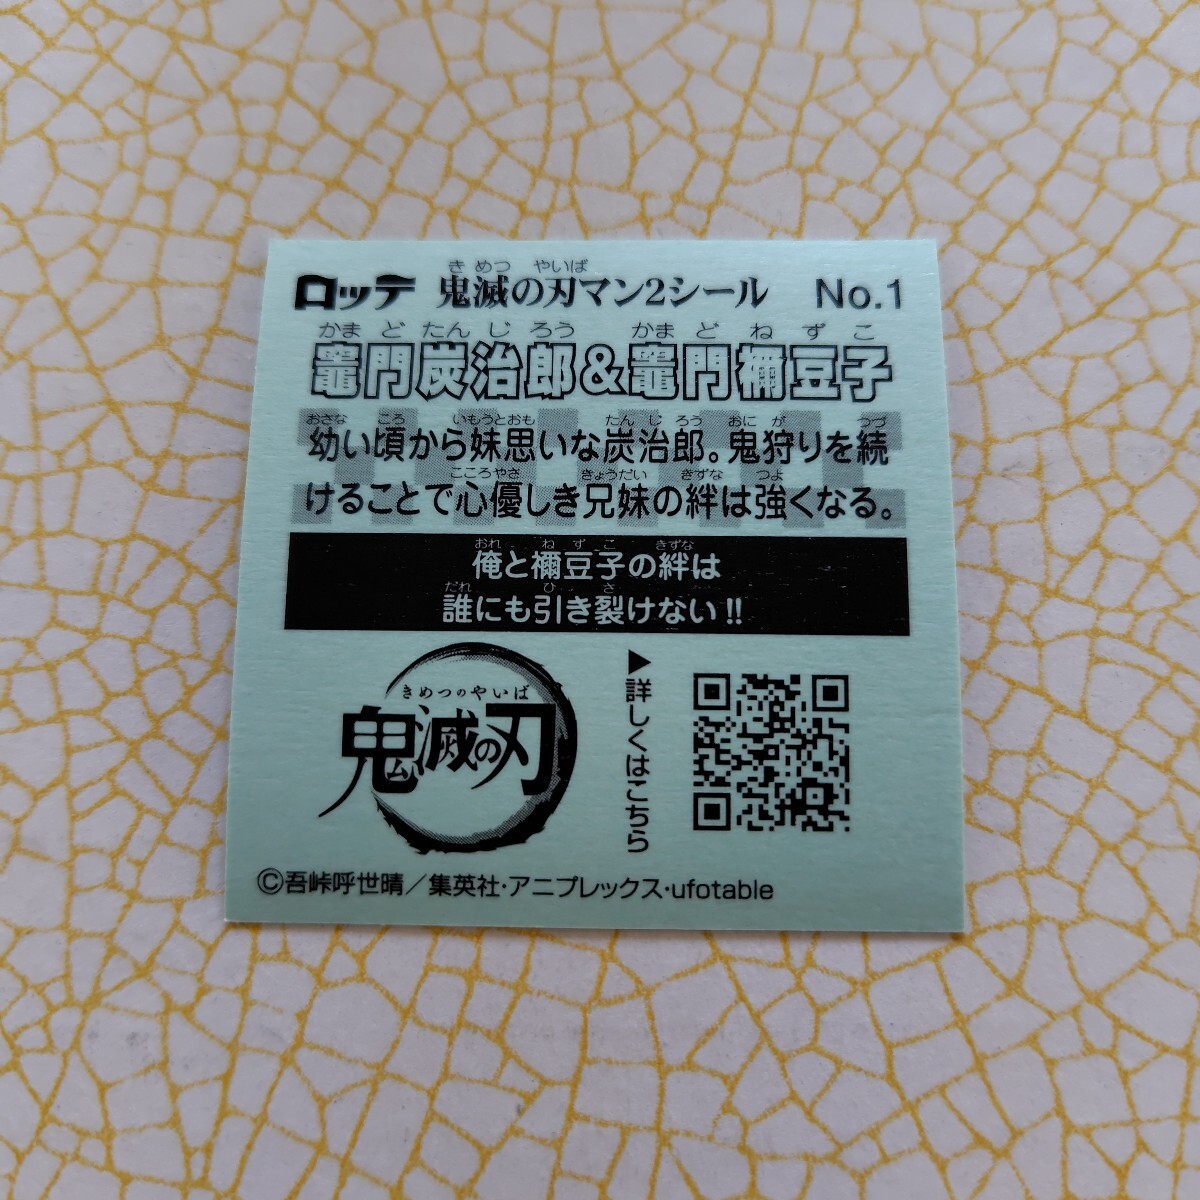 ロッテ 鬼滅の刃マン2シール No.1
きめつ やいば
かまどたんじろう かまどねずこ
竈門炭治郎&竈門禰豆子
おさな ころ いもうとおも たんじろう おにが つづ
幼い頃から妹思いな炭治郎。鬼狩りを続
こころやさ きょうだい きずな つよ
けることで心優しき兄妹の絆は強くなる。
おれ ねずこ きずな
俺と禰豆子の絆は
だれ ひ さ
誰にも引き裂けない!!
きめつのやいば
鬼滅の刃
▶詳しくはこちら
©吾峠呼世晴/集英社・アニプレックス・ufotable